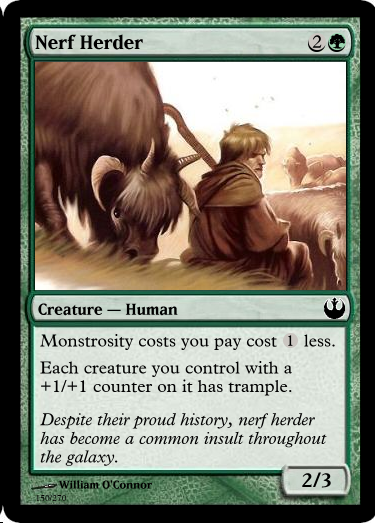 Nerf Herder 2
Creature — Human
Monstrosity costs you pay cost 1 less.
Each creature you control with a
+1/+1 counter on it has trample.
Despite their proud history, nerf herder
has become a common insult throughout
the galaxy.
William O'Connor
150/270
2/3